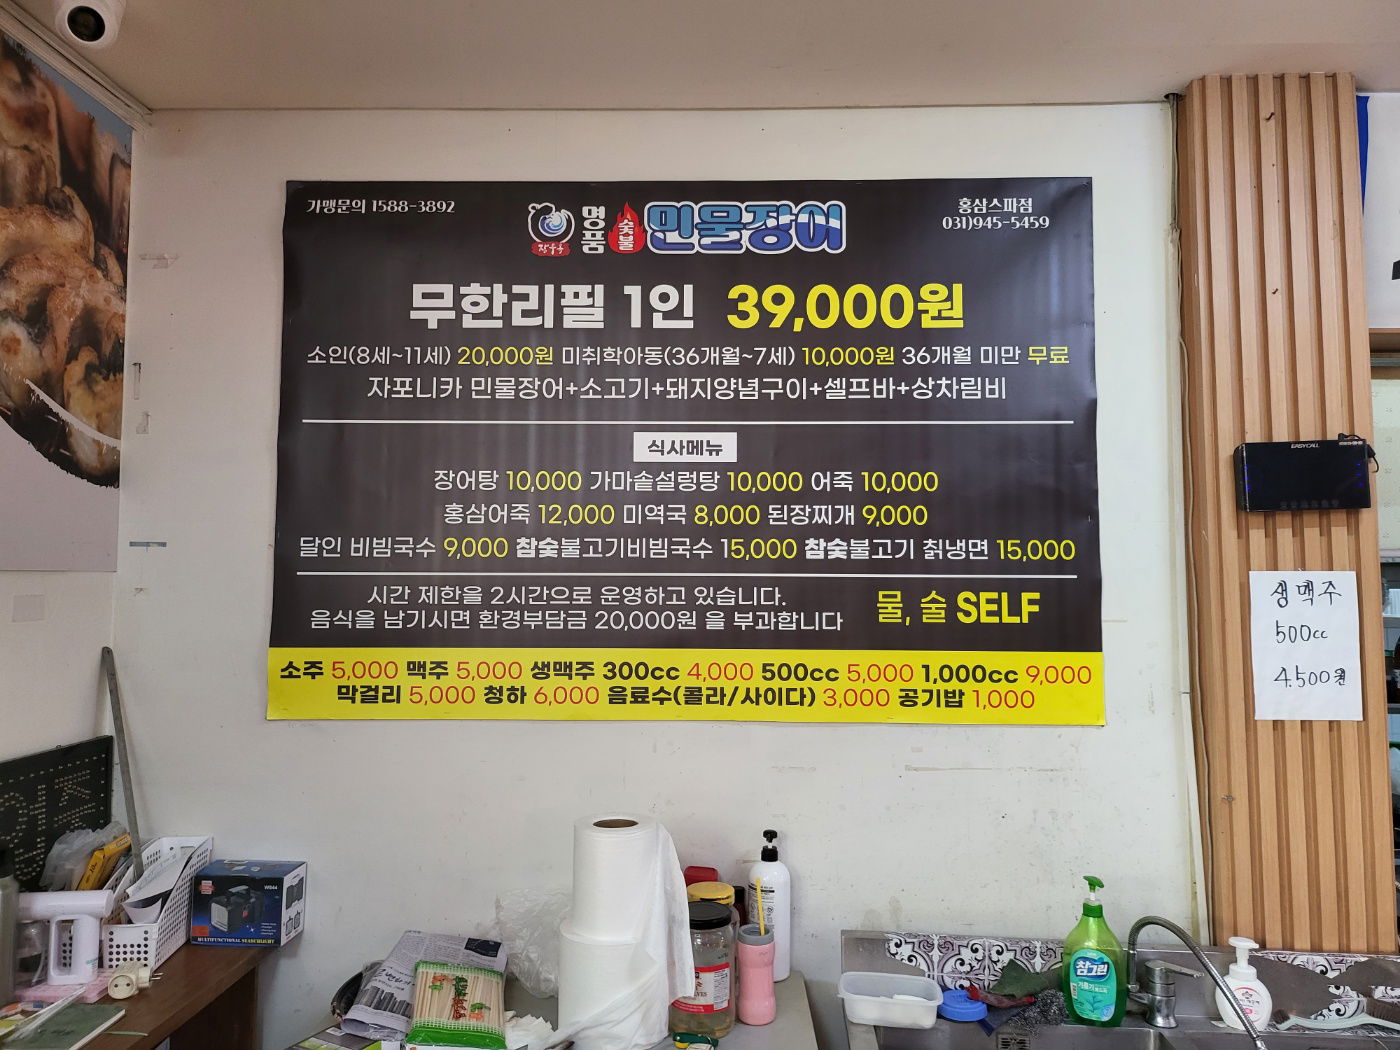 가맹문의 1588-3892
장수촌
명품 숯불 민물장어
홍삼스파점
031)945-5459
무한리필 1인 39,000원
소인(8세~11세) 20,000원 미취학아동(36개월~7세) 10,000원 36개월 미만 무료
자포니카 민물장어+소고기+돼지양념구이+셀프바+상차림비
식사메뉴
장어탕 10,000 가마솥설렁탕 10,000 어죽 10,000
홍삼어죽 12,000 미역국 8,000 된장찌개 9,000
달인 비빔국수 9,000 참숯불고기비빔국수 15,000 참숯불고기 칡냉면 15,000
시간 제한을 2시간으로 운영하고 있습니다.
음식을 남기시면 환경부담금 20,000원 을 부과합니다
물, 술 SELF
소주 5,000 맥주 5,000 생맥주 300cc 4,000 500cc 5,000 1,000cc 9,000
막걸리 5,000 청하 6,000 음료수(콜라/사이다) 3,000 공기밥 1,000
EASYCALL
생맥주
500cc
4.500원
W844
MULTIFUNCTIONAL SEARCHLIGHT
참그린